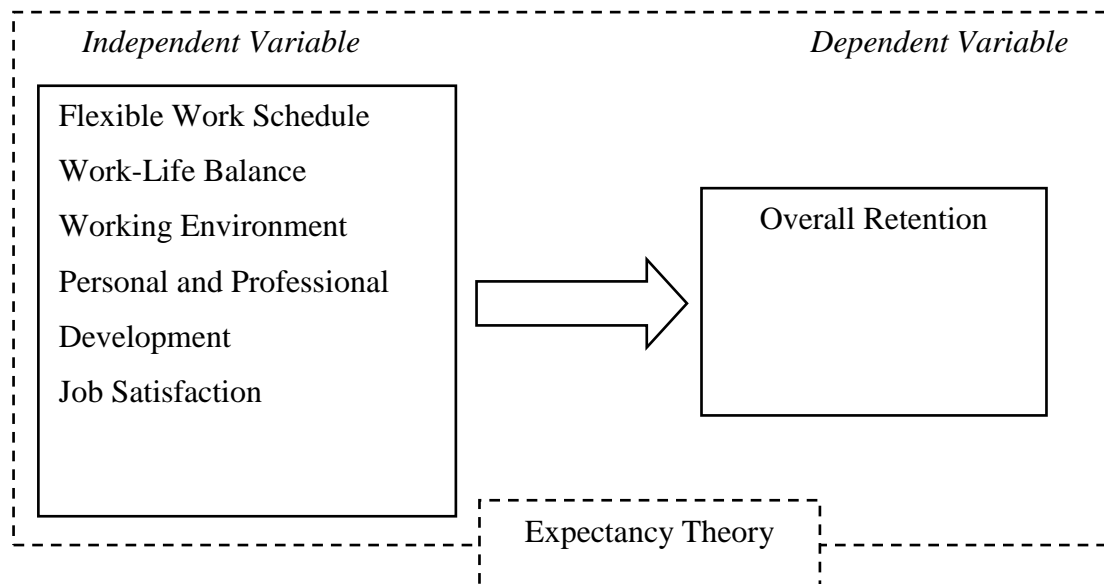 Independent Variable
Dependent Variable
Flexible Work Schedule
Work-Life Balance
Working Environment
Personal and Professional
Development
Job Satisfaction
Overall Retention
Expectancy Theory